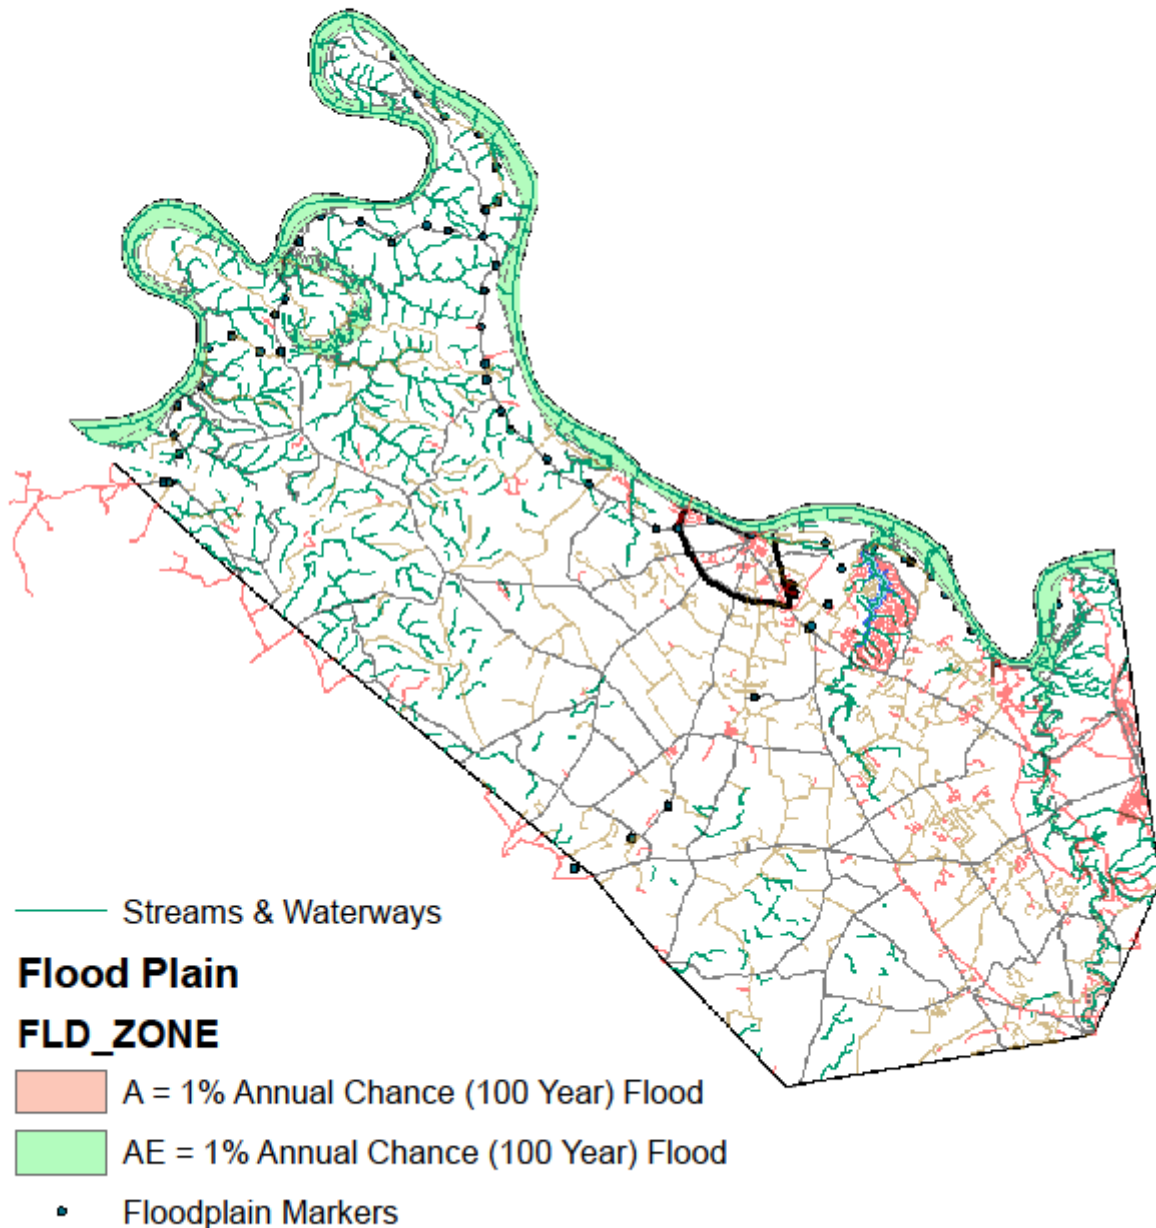 Streams & Waterways
Flood Plain
FLD_ZONE
A = 1% Annual Chance (100 Year) Flood
AE = 1% Annual Chance (100 Year) Flood
Floodplain Markers